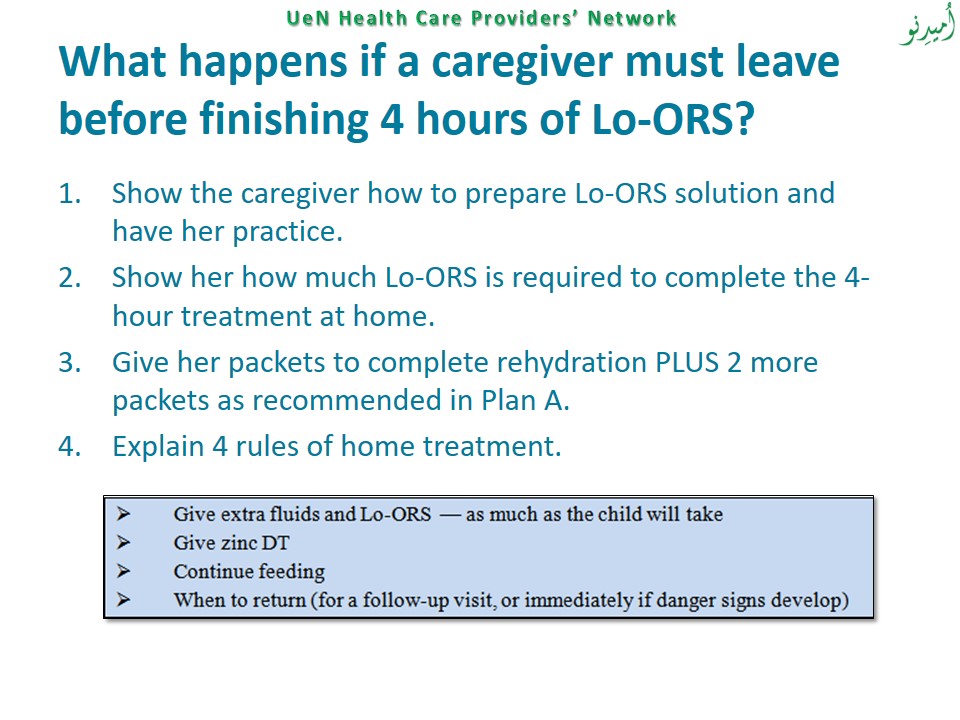 UeN Health Care Providers’ Network
اُميدِنو
What happens if a caregiver must leave
before finishing 4 hours of Lo-ORS?
1. Show the caregiver how to prepare Lo-ORS solution and
have her practice.
2. Show her how much Lo-ORS is required to complete the 4-
hour treatment at home.
3. Give her packets to complete rehydration PLUS 2 more
packets as recommended in Plan A.
4. Explain 4 rules of home treatment.
➢ Give extra fluids and Lo-ORS — as much as the child will take
➢ Give zinc DT
➢ Continue feeding
➢ When to return (for a follow-up visit, or immediately if danger signs develop)